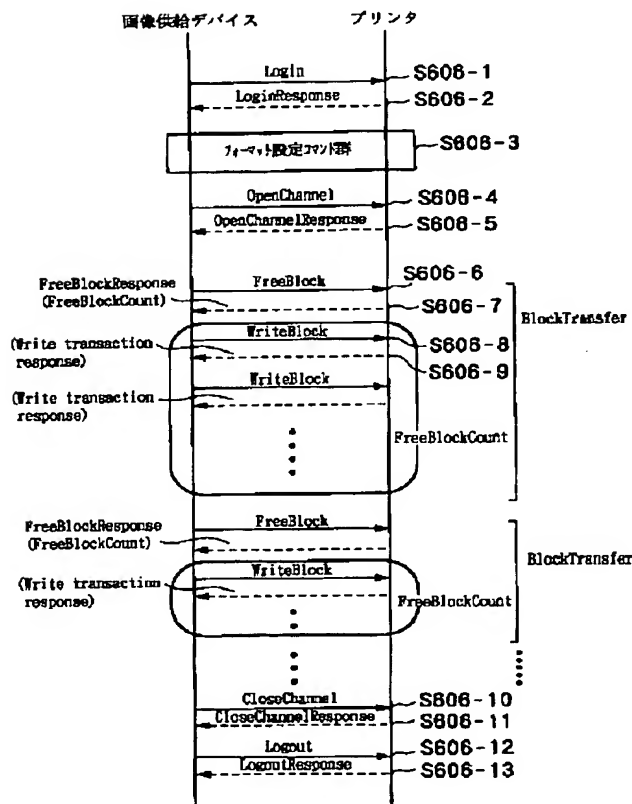 画像供給デバイス
プリンタ
Login
S606-1
LoginResponse
S606-2
フォーマット設定コマンド群
S606-3
OpenChannel
S606-4
OpenChannelResponse
S606-5
S606-6
FreeBlockResponse
(FreeBlockCount)
FreeBlock
S606-7
BlockTransfer
WriteBlock
S606-8
(Write transaction
response)
S606-9
WriteBlock
(Write transaction
response)
FreeBlockCount
FreeBlockResponse
(FreeBlockCount)
FreeBlock
BlockTransfer
WriteBlock
(Write transaction
response)
FreeBlockCount
CloseChannel
S606-10
CloseChannelResponse
S606-11
Logout
S606-12
LogoutResponse
S606-13